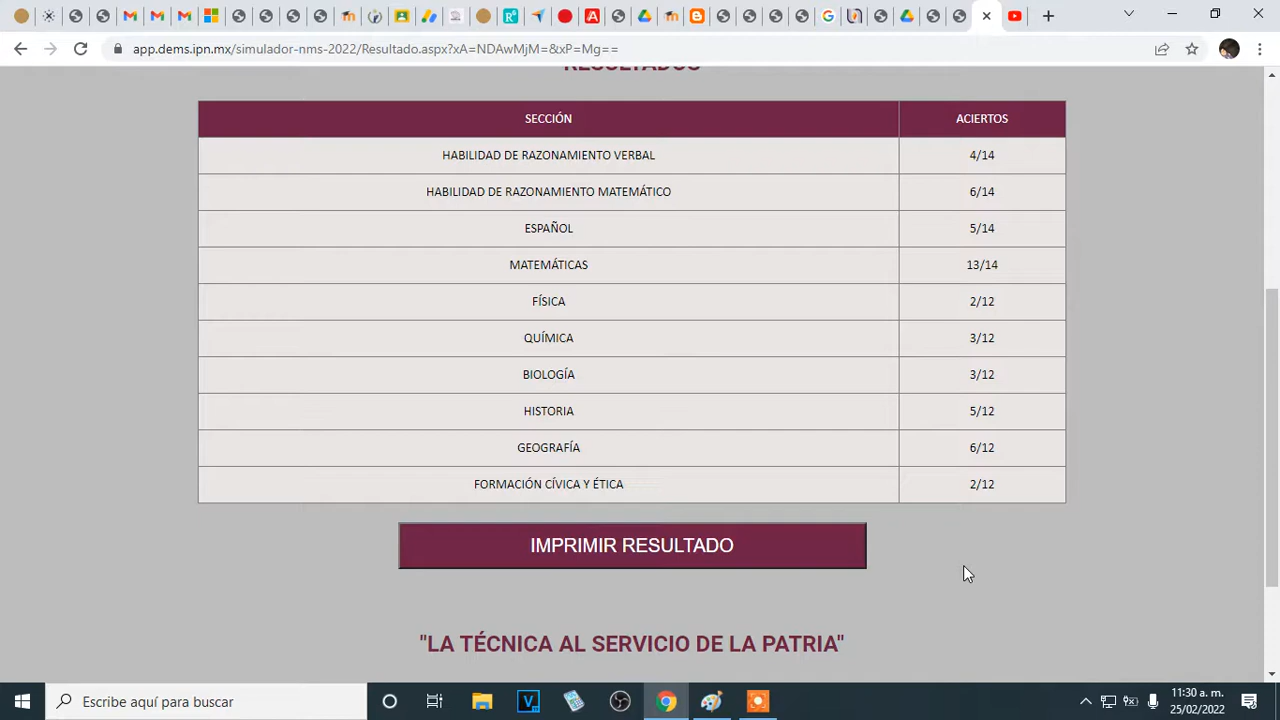 app.dems.ipn.mx/simulador-nms-2022/Resultado.aspx?xA=NDAwMjM=&xP=Mg==
RESULTADOS
SECCIÓN ACIERTOS
HABILIDAD DE RAZONAMIENTO VERBAL 4/14
HABILIDAD DE RAZONAMIENTO MATEMÁTICO 6/14
ESPAÑOL 5/14
MATEMÁTICAS 13/14
FÍSICA 2/12
QUÍMICA 3/12
BIOLOGÍA 3/12
HISTORIA 5/12
GEOGRAFÍA 6/12
FORMACIÓN CÍVICA Y ÉTICA 2/12
IMPRIMIR RESULTADO
"LA TÉCNICA AL SERVICIO DE LA PATRIA"
Escribe aquí para buscar
11:30 a. m.
25/02/2022